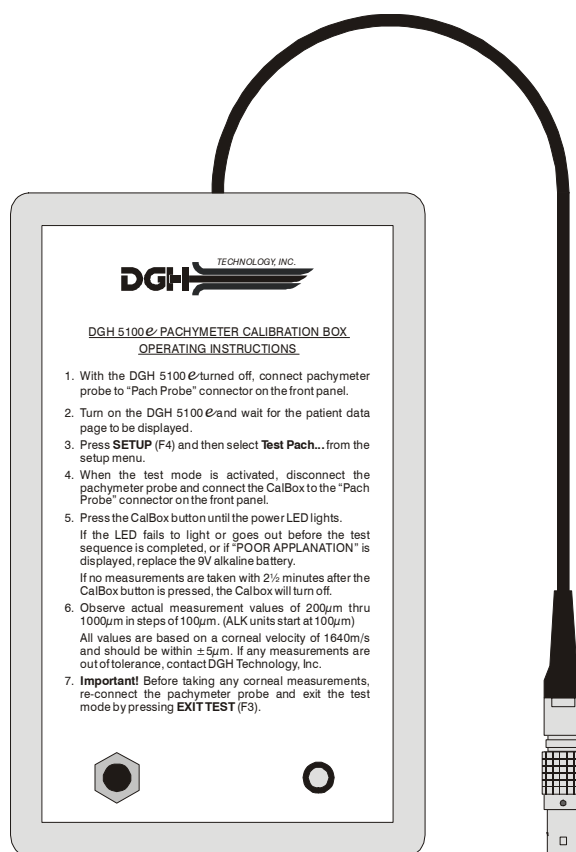 TECHNOLOGY, INC.
DGH
DGH 5100e PACHYMETER CALIBRATION BOX
OPERATING INSTRUCTIONS
1. With the DGH 5100 e turned off, connect pachymeter
probe to “Pach Probe” connector on the front panel.
2. Turn on the DGH 5100 e and wait for the patient data
page to be displayed.
3. Press SETUP (F4) and then select Test Pach... from the
setup menu.
4. When the test mode is activated, disconnect the
pachymeter probe and connect the CalBox to the “Pach
Probe” connector on the front panel.
5. Press the CalBox button until the power LED lights.
If the LED fails to light or goes out before the test
sequence is completed, or if “POOR APPLANATION” is
displayed, replace the 9V alkaline battery.
If no measurements are taken with 2½ minutes after the
CalBox button is pressed, the Calbox will turn off.
6. Observe actual measurement values of 200µm thru
1000µm in steps of 100µm. (ALK units start at 100µm)
All values are based on a corneal velocity of 1640m/s
and should be within ±5µm. If any measurements are
out of tolerance, contact DGH Technology, Inc.
7. Important! Before taking any corneal measurements,
re-connect the pachymeter probe and exit the test
mode by pressing EXIT TEST (F3).